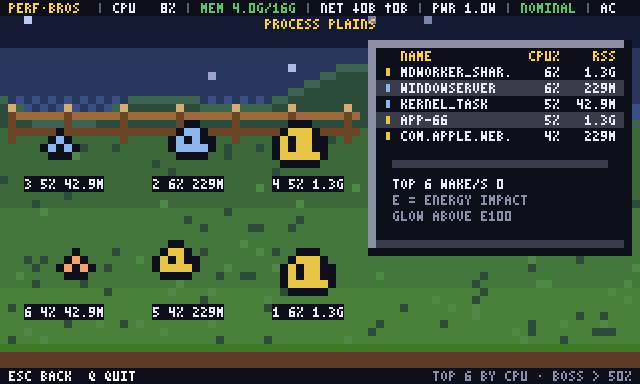 PERF·BROS | CPU 8% | MEM 4.0G/16G | NET ↓0B ↑0B | PWR 1.0W | NOMINAL | AC
PROCESS PLAINS
NAME CPU% RSS
MDWORKER_SHAR. 6% 1.3G
WINDOWSERVER 6% 229M
KERNEL_TASK 5% 42.9M
APP-66 5% 1.3G
COM.APPLE.WEB. 4% 229M
TOP 6 WAKE/S 0
E = ENERGY IMPACT
GLOW ABOVE E100
3 5% 42.9M
2 6% 229M
4 5% 1.3G
6 4% 42.9M
5 4% 229M
1 6% 1.3G
ESC BACK Q QUIT
TOP 6 BY CPU · BOSS > 50%